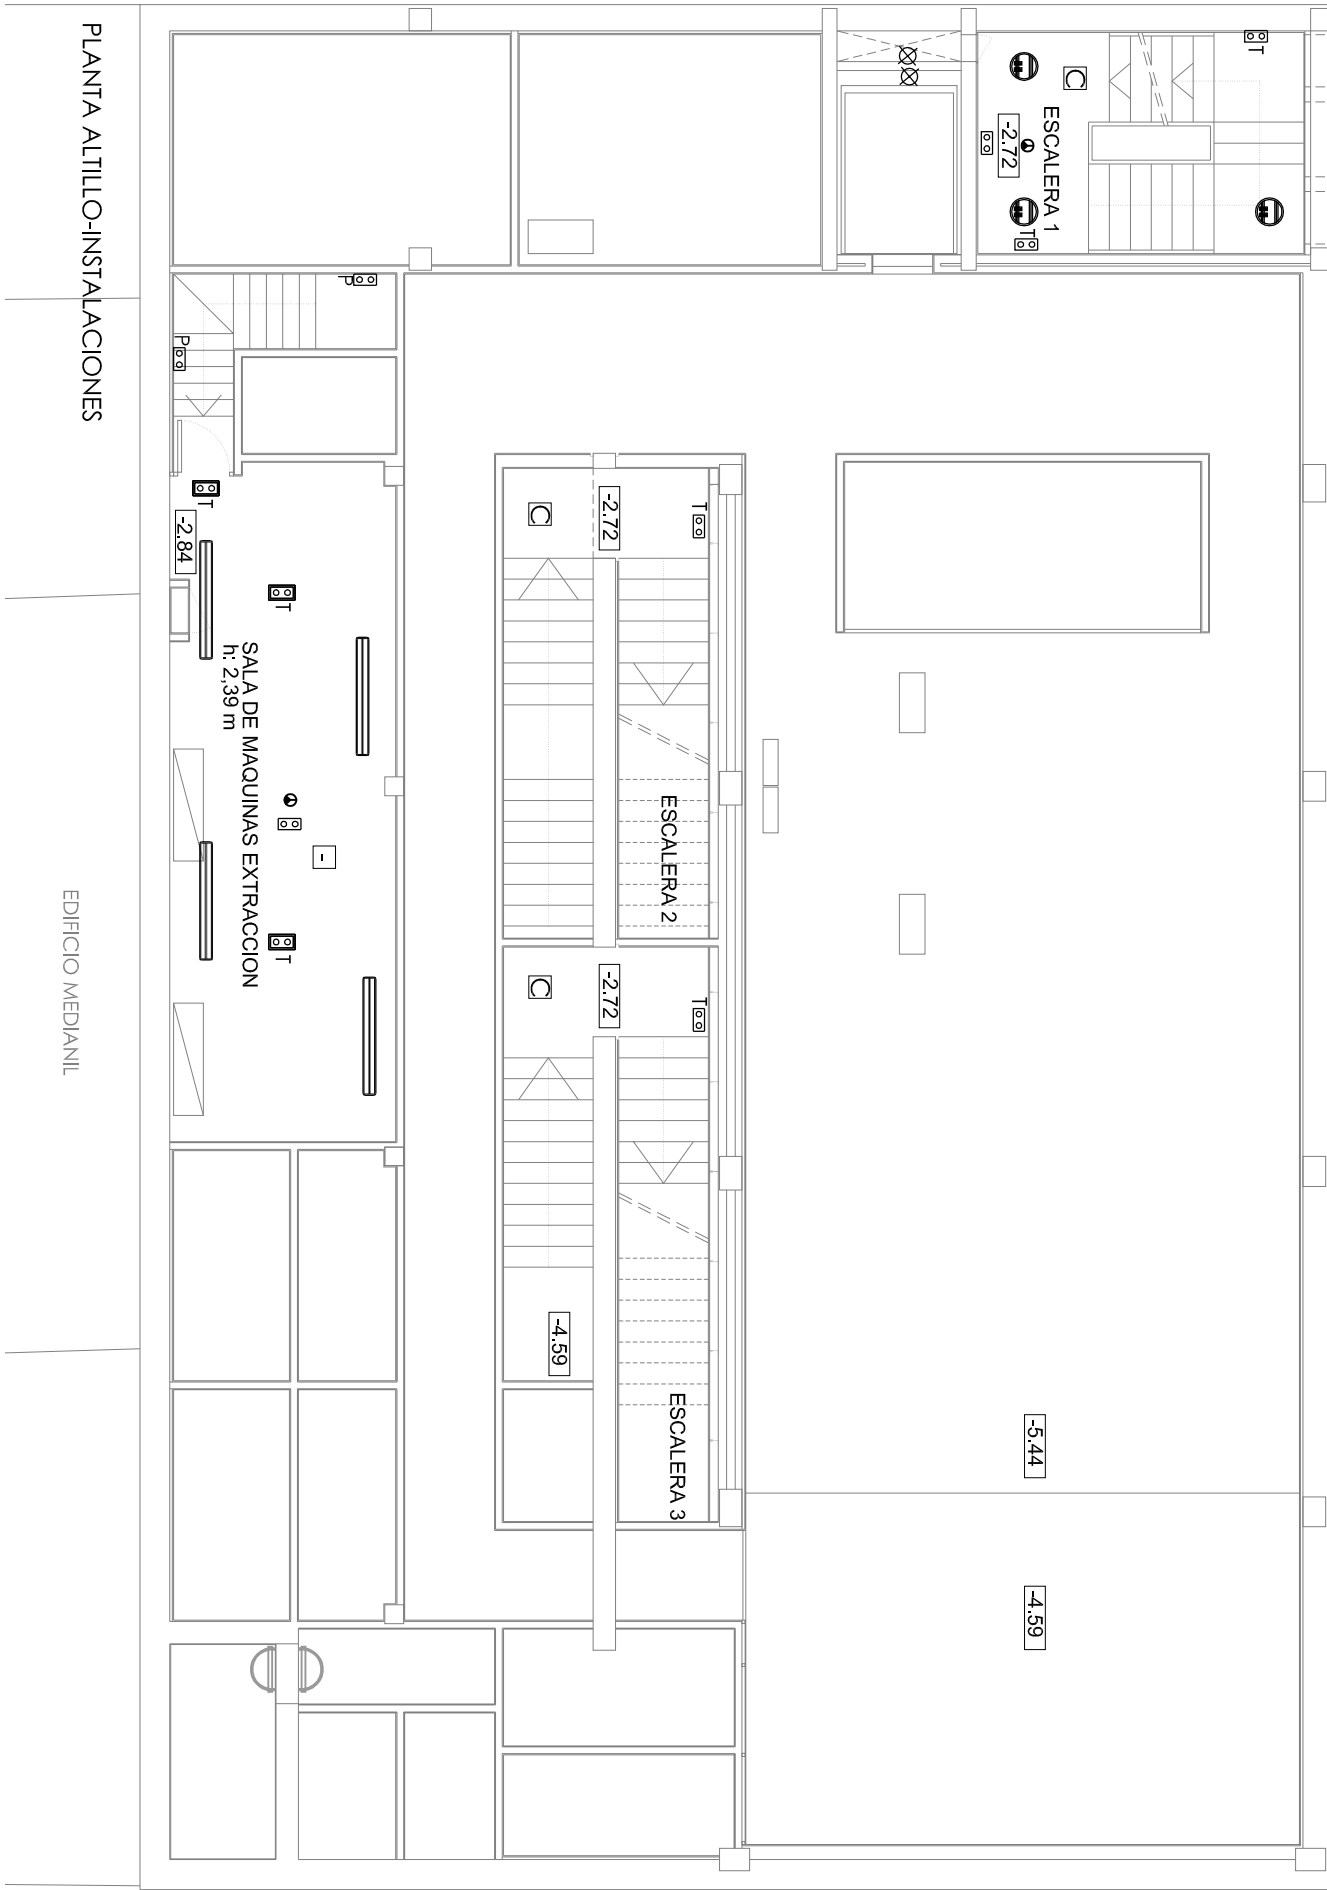 PLANTA ALTILLO-INSTALACIONES
EDIFICIO MEDIANIL
ESCALERA 1
-2.72
C
T
T
P
P
T
-2.84
T
SALA DE MAQUINAS EXTRACCION
h: 2,39 m
-
T
C
-2.72
T
ESCALERA 2
C
-2.72
T
-4.59
ESCALERA 3
-5.44
-4.59